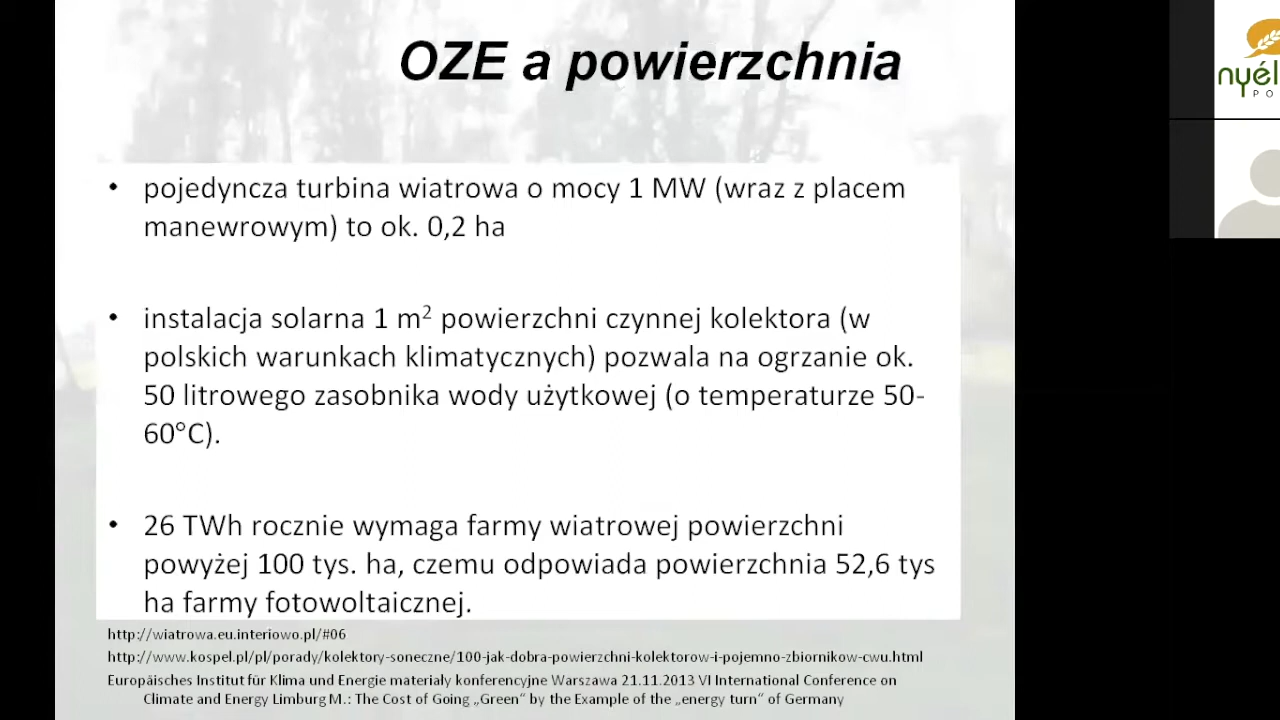 OZE a powierzchnia
• pojedyncza turbina wiatrowa o mocy 1 MW (wraz z placem
manewrowym) to ok. 0,2 ha
• instalacja solarna 1 m² powierzchni czynnej kolektora (w
polskich warunkach klimatycznych) pozwala na ogrzanie ok.
50 litrowego zasobnika wody użytkowej (o temperaturze 50-
60°C).
• 26 TWh rocznie wymaga farmy wiatrowej powierzchni
powyżej 100 tys. ha, czemu odpowiada powierzchnia 52,6 tys
ha farmy fotowoltaicznej.
http://wiatrowa.eu.interiowo.pl/#06
http://www.kospel.pl/pl/porady/kolektory-soneczne/100-jak-dobra-powierzchni-kolektorow-i-pojemno-zbiornikow-cwu.html
Europäisches Institut für Klima und Energie materiały konferencyjne Warszawa 21.11.2013 VI International Conference on
Climate and Energy Limburg M.: The Cost of Going „Green“ by the Example of the „energy turn“ of Germany
nyél
PO